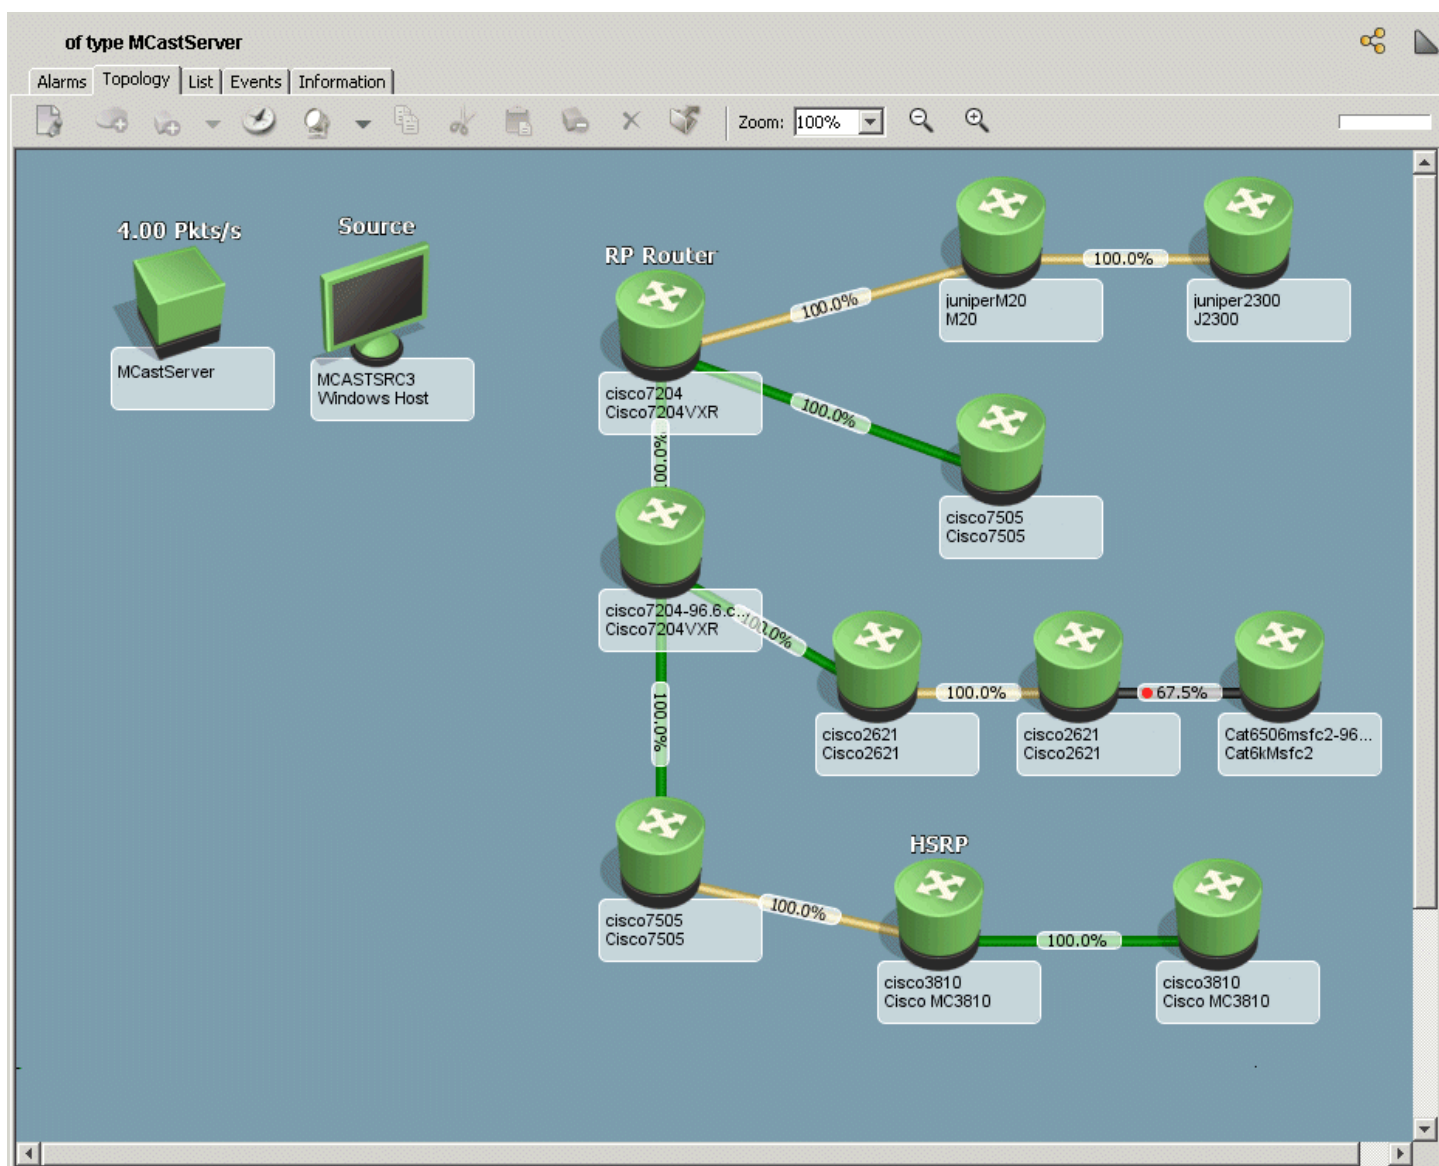 of type MCastServer
Alarms Topology List Events Information
Zoom: 100%
4.00 Pkts/s
MCastServer
Source
MCASTSRC3
Windows Host
RP Router
cisco7204
Cisco7204VXR
100.0%
juniperM20
M20
100.0%
juniper2300
J2300
100.0%
cisco7505
Cisco7505
100.0%
cisco7204-96.6.c...
Cisco7204VXR
100.0%
cisco2621
Cisco2621
100.0%
cisco2621
Cisco2621
67.5%
Cat6506msfc2-96...
Cat6kMsfc2
100.0%
cisco7505
Cisco7505
100.0%
HSRP
cisco3810
Cisco MC3810
100.0%
cisco3810
Cisco MC3810